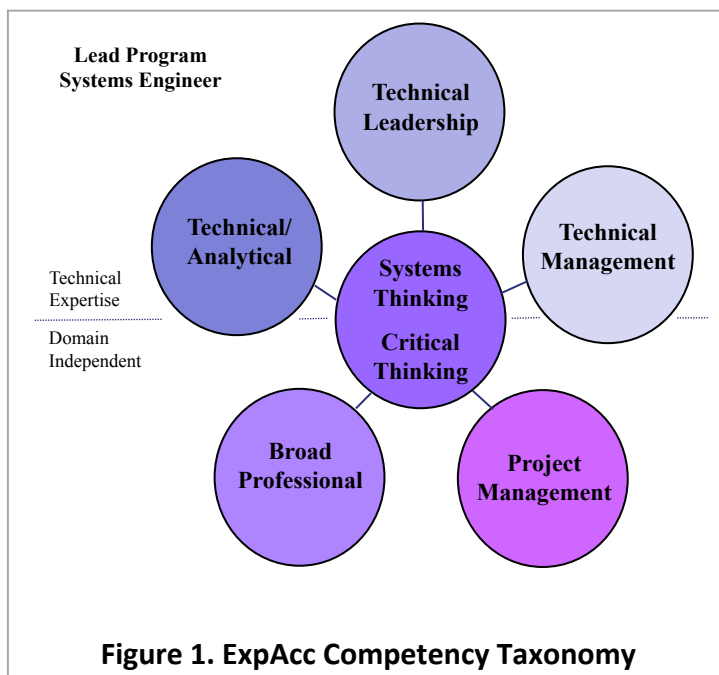 Lead Program
Systems Engineer
Technical
Leadership
Technical/
Analytical
Technical
Management
Systems
Thinking
Critical
Thinking
Technical
Expertise
Domain
Independent
Broad
Professional
Project
Management
Figure 1. ExpAcc Competency Taxonomy